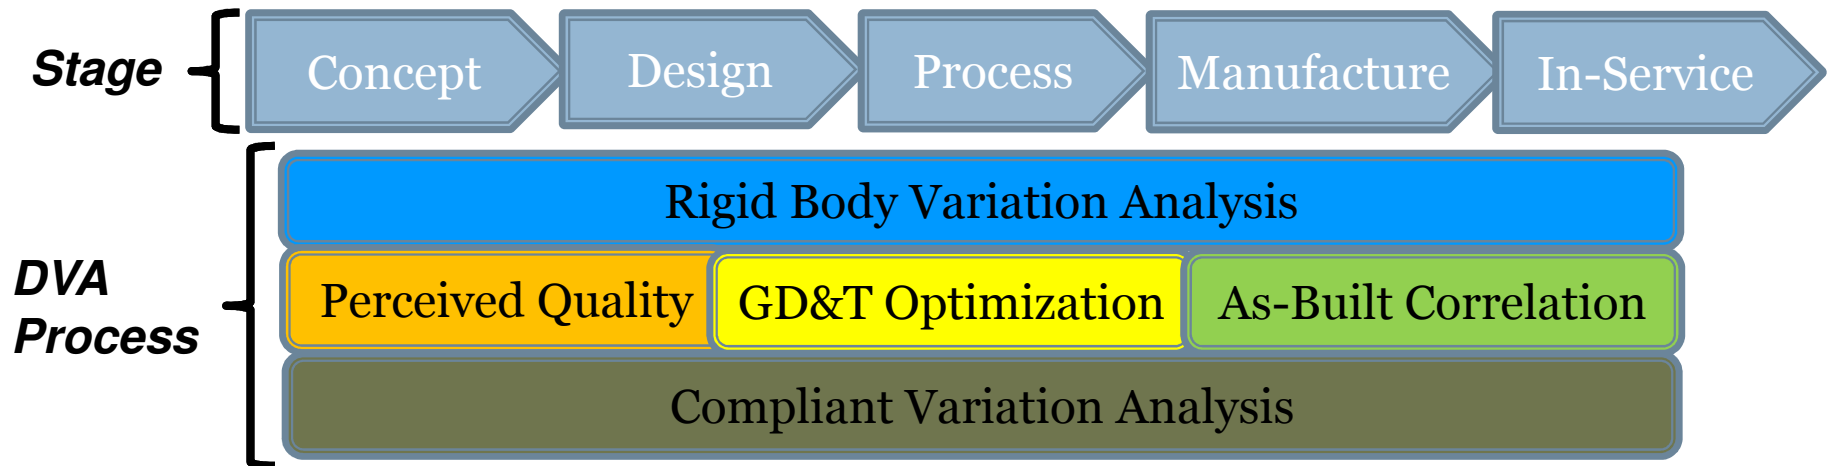 Stage
Concept
Design
Process
Manufacture
In-Service
DVA
Process
Rigid Body Variation Analysis
Perceived Quality
GD&T Optimization
As-Built Correlation
Compliant Variation Analysis